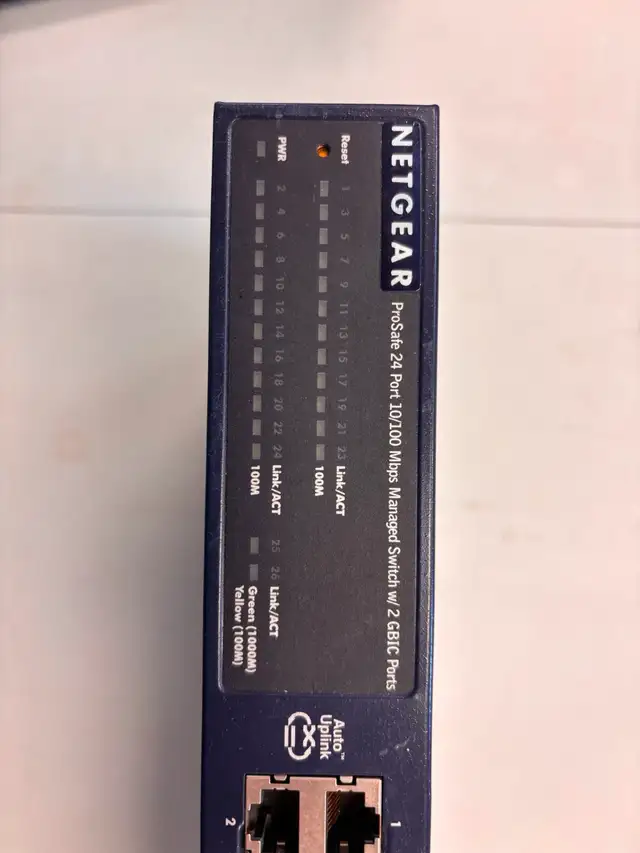 NETGEAR
ProSafe 24 Port 10/100 Mbps Managed Switch w/ 2 GBIC Ports
Reset
1 3 5 7 9 11 13 15 17 19 21 23 Link/ACT
100M
PWR
2 4 6 8 10 12 14 16 18 20 22 24 Link/ACT
100M
25 26 Link/ACT
Green (1000M)
Yellow (100M)
Auto™
Uplink
1
2